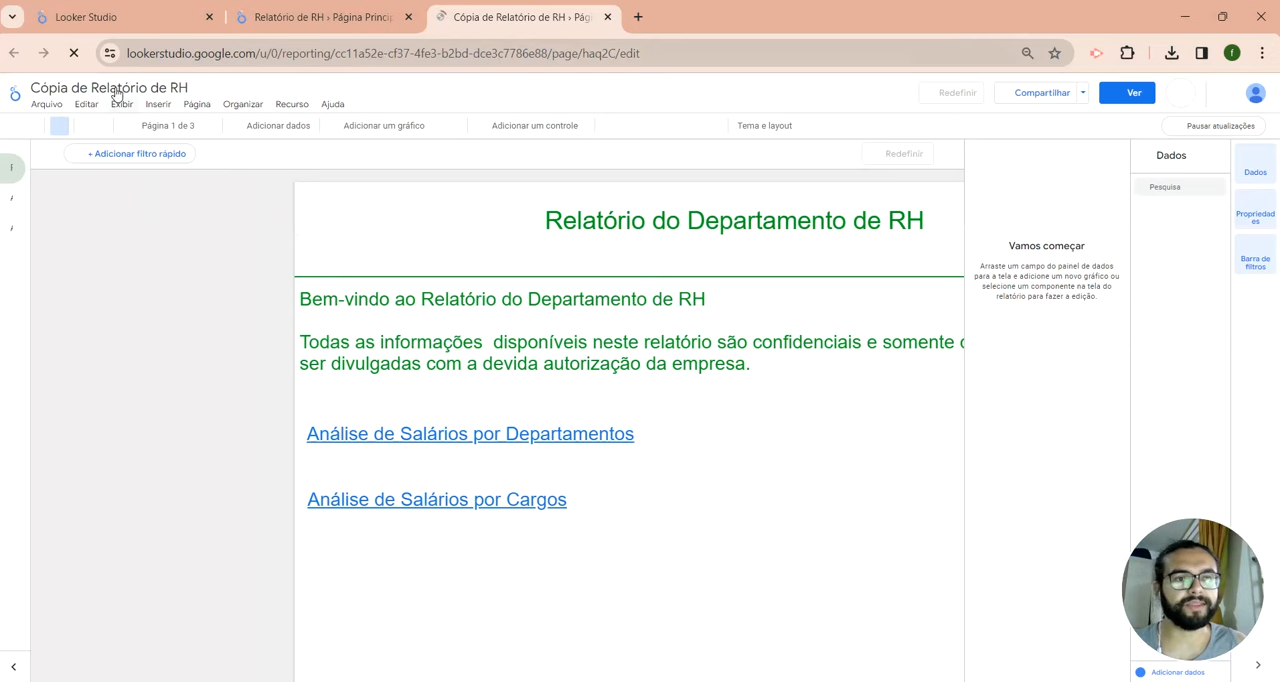 Looker Studio
Relatório de RH › Página Princip
Cópia de Relatório de RH › Pág
lookerstudio.google.com/u/0/reporting/cc11a52e-cf37-4fe3-b2bd-dce3c7786e88/page/haq2C/edit
f
Cópia de Relatório de RH
Arquivo Editar Exibir Inserir Página Organizar Recurso Ajuda
Redefinir Compartilhar Ver
Página 1 de 3 Adicionar dados Adicionar um gráfico Adicionar um controle Tema e layout Pausar atualizações
+ Adicionar filtro rápido Redefinir
Dados
Pesquisa
Dados
Propriedad
es
Barra de
filtros
Vamos começar
Arraste um campo do painel de dados
para a tela e adicione um novo gráfico ou
selecione um componente na tela do
relatório para fazer a edição.
Relatório do Departamento de RH
Bem-vindo ao Relatório do Departamento de RH
Todas as informações disponíveis neste relatório são confidenciais e somente
ser divulgadas com a devida autorização da empresa.
Análise de Salários por Departamentos
Análise de Salários por Cargos
Adicionar dados